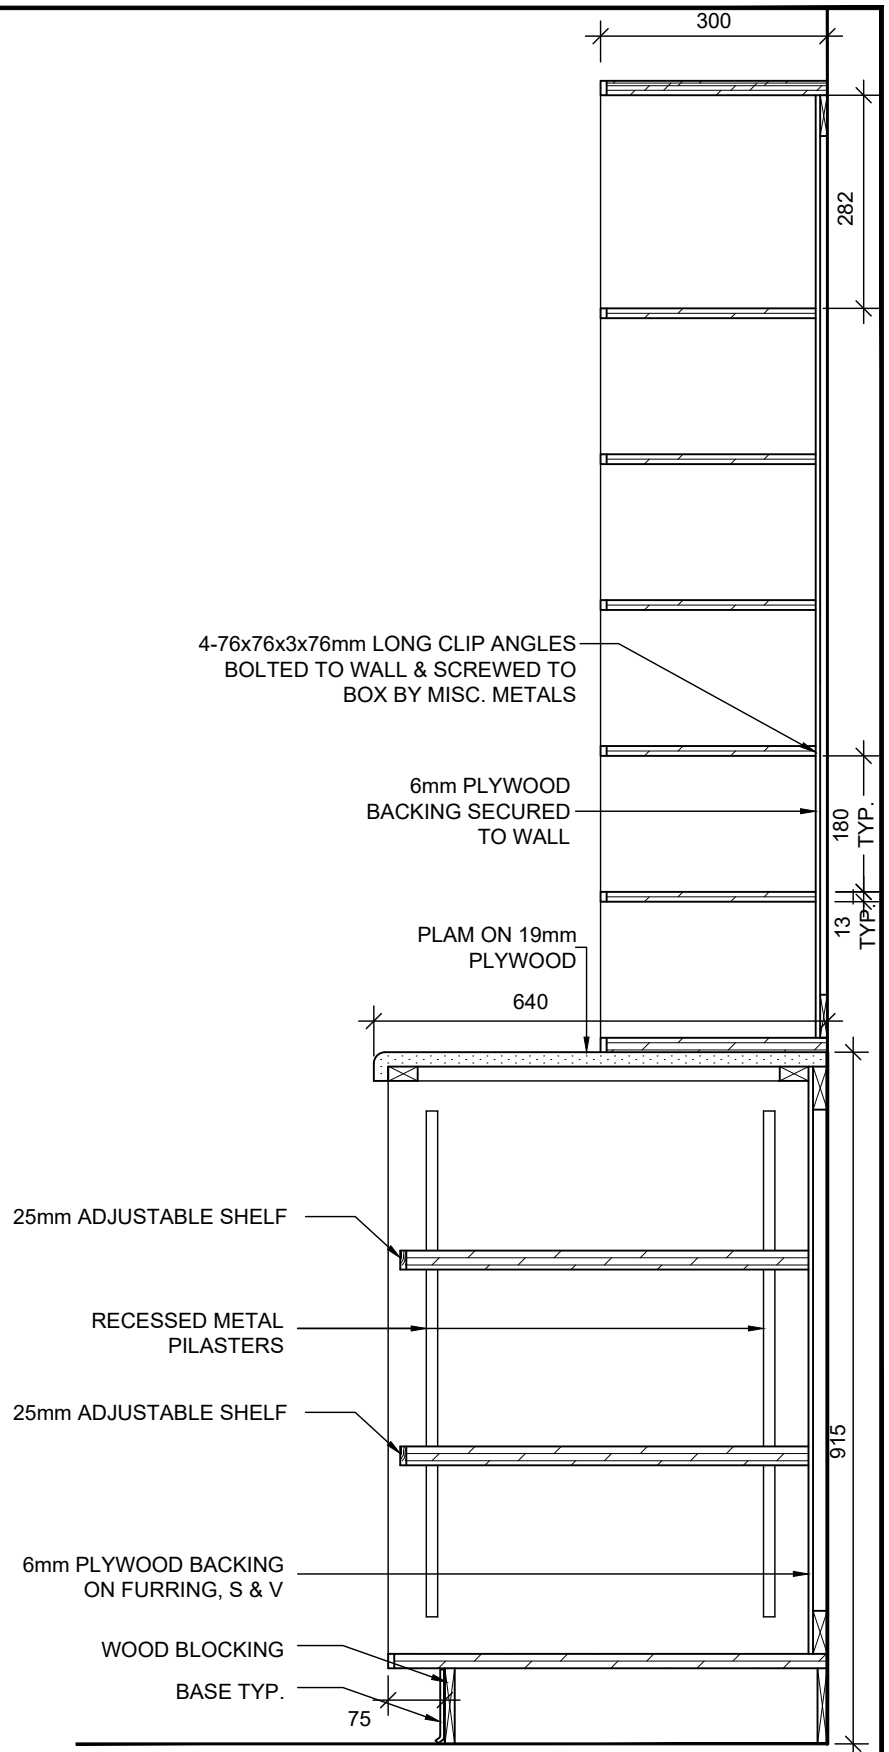 300
282
4-76x76x3x76mm LONG CLIP ANGLES
BOLTED TO WALL & SCREWED TO
BOX BY MISC. METALS
6mm PLYWOOD
BACKING SECURED
TO WALL
180
TYP.
13
TYP.
PLAM ON 19mm
PLYWOOD
640
25mm ADJUSTABLE SHELF
RECESSED METAL
PILASTERS
25mm ADJUSTABLE SHELF
915
6mm PLYWOOD BACKING
ON FURRING, S & V
WOOD BLOCKING
BASE TYP.
75